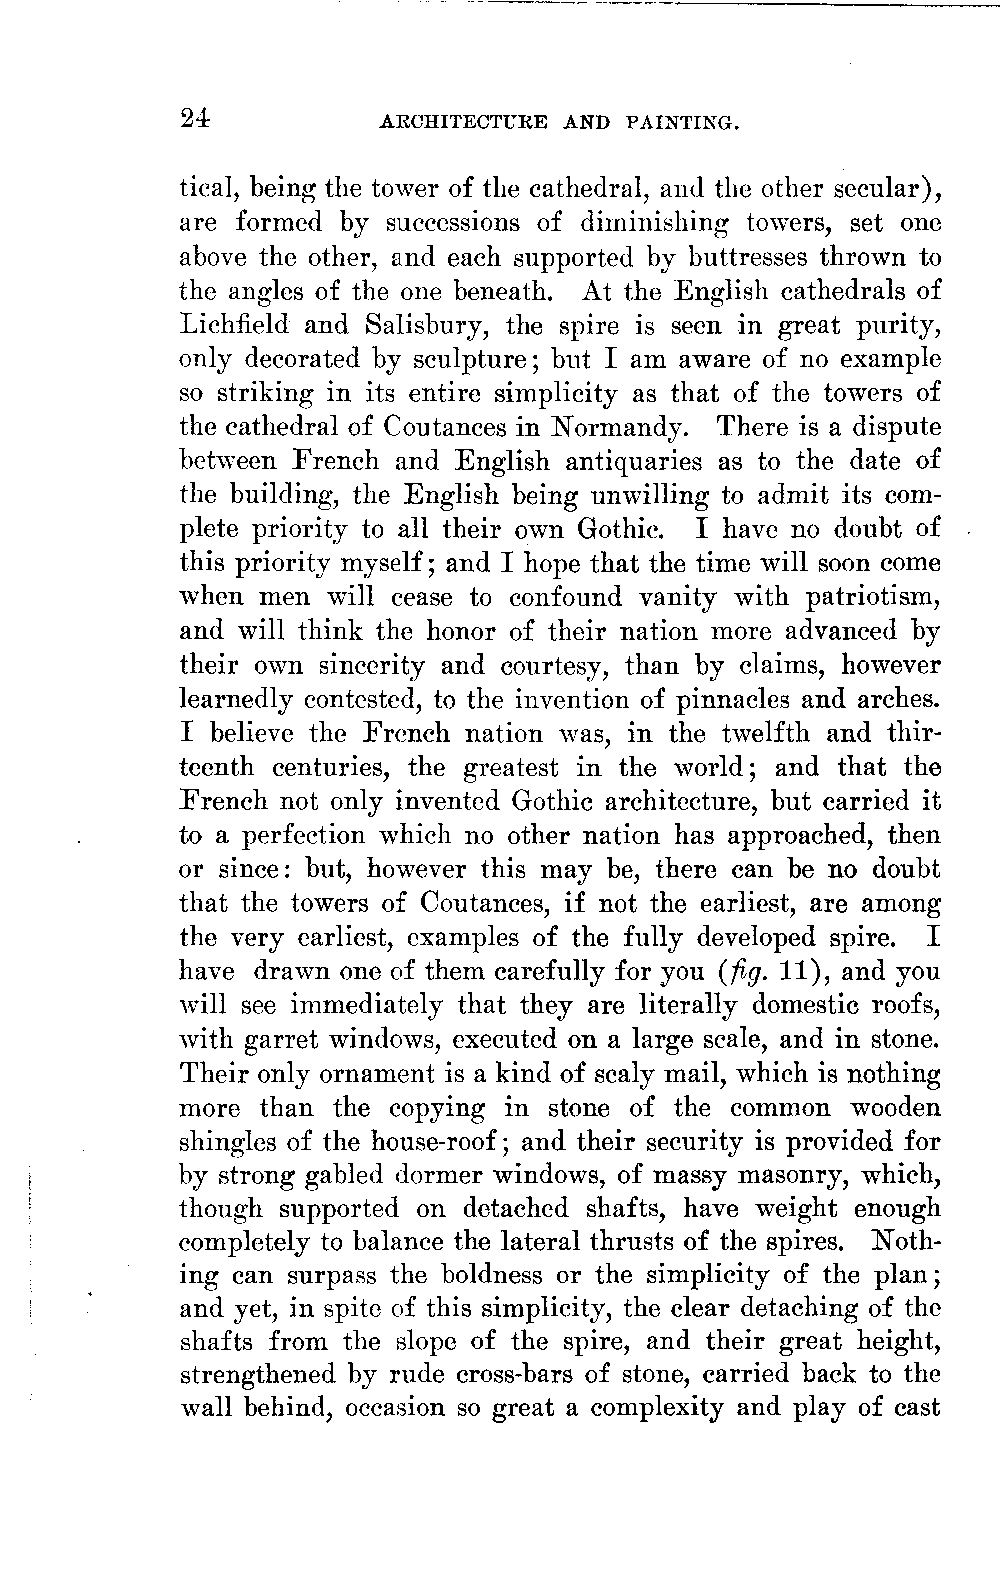 24 ARCHITECTURE AND PAINTING.
tical, being the tower of the cathedral, and the other secular),
are formed by successions of diminishing towers, set one
above the other, and each supported by buttresses thrown to
the angles of the one beneath. At the English cathedrals of
Lichfield and Salisbury, the spire is seen in great purity,
only decorated by sculpture; but I am aware of no example
so striking in its entire simplicity as that of the towers of
the cathedral of Coutances in Normandy. There is a dispute
between French and English antiquaries as to the date of
the building, the English being unwilling to admit its com-
plete priority to all their own Gothic. I have no doubt of
this priority myself; and I hope that the time will soon come
when men will cease to confound vanity with patriotism,
and will think the honor of their nation more advanced by
their own sincerity and courtesy, than by claims, however
learnedly contested, to the invention of pinnacles and arches.
I believe the French nation was, in the twelfth and thir-
teenth centuries, the greatest in the world; and that the
French not only invented Gothic architecture, but carried it
to a perfection which no other nation has approached, then
or since: but, however this may be, there can be no doubt
that the towers of Coutances, if not the earliest, are among
the very earliest, examples of the fully developed spire. I
have drawn one of them carefully for you (fig. 11), and you
will see immediately that they are literally domestic roofs,
with garret windows, executed on a large scale, and in stone.
Their only ornament is a kind of scaly mail, which is nothing
more than the copying in stone of the common wooden
shingles of the house-roof; and their security is provided for
by strong gabled dormer windows, of massy masonry, which,
though supported on detached shafts, have weight enough
completely to balance the lateral thrusts of the spires. Noth-
ing can surpass the boldness or the simplicity of the plan;
and yet, in spite of this simplicity, the clear detaching of the
shafts from the slope of the spire, and their great height,
strengthened by rude cross-bars of stone, carried back to the
wall behind, occasion so great a complexity and play of cast